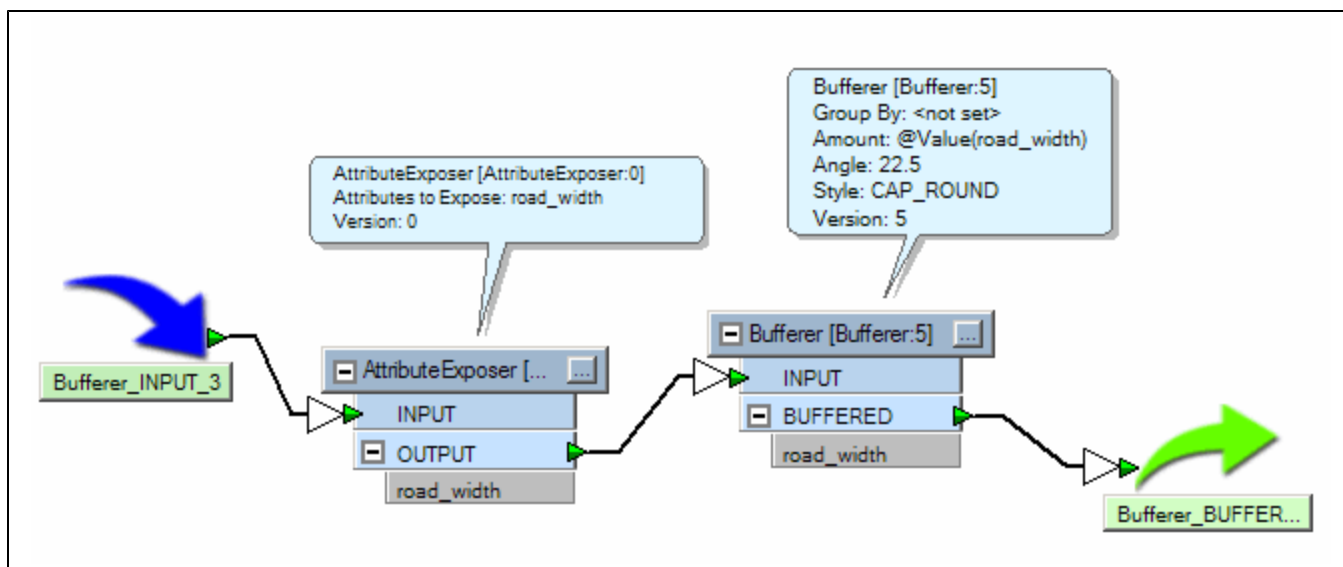 Bufferer [Bufferer:5]
Group By: <not set>
Amount: @Value(road_width)
Angle: 22.5
Style: CAP_ROUND
Version: 5
AttributeExposer [AttributeExposer:0]
Attributes to Expose: road_width
Version: 0
Bufferer_INPUT_3
AttributeExposer [...
...
INPUT
OUTPUT
road_width
Bufferer [Bufferer:5]
...
INPUT
BUFFERED
road_width
Bufferer_BUFFER...